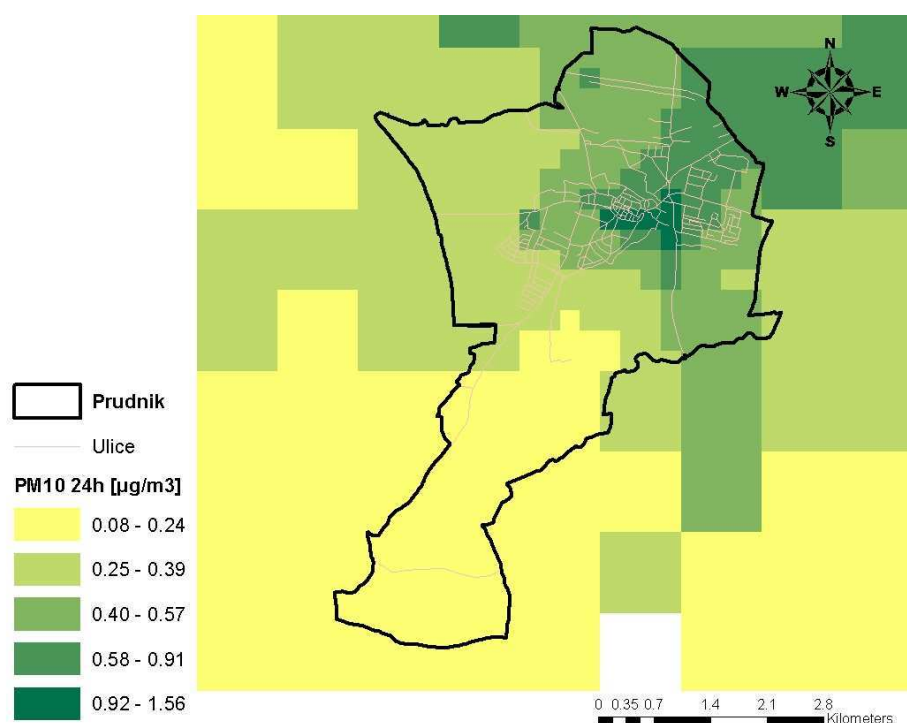 N
W E
S
Prudnik
Ulice
PM10 24h [µg/m3]
0.08 - 0.24
0.25 - 0.39
0.40 - 0.57
0.58 - 0.91
0.92 - 1.56
0 0.35 0.7 1.4 2.1 2.8
Kilometers